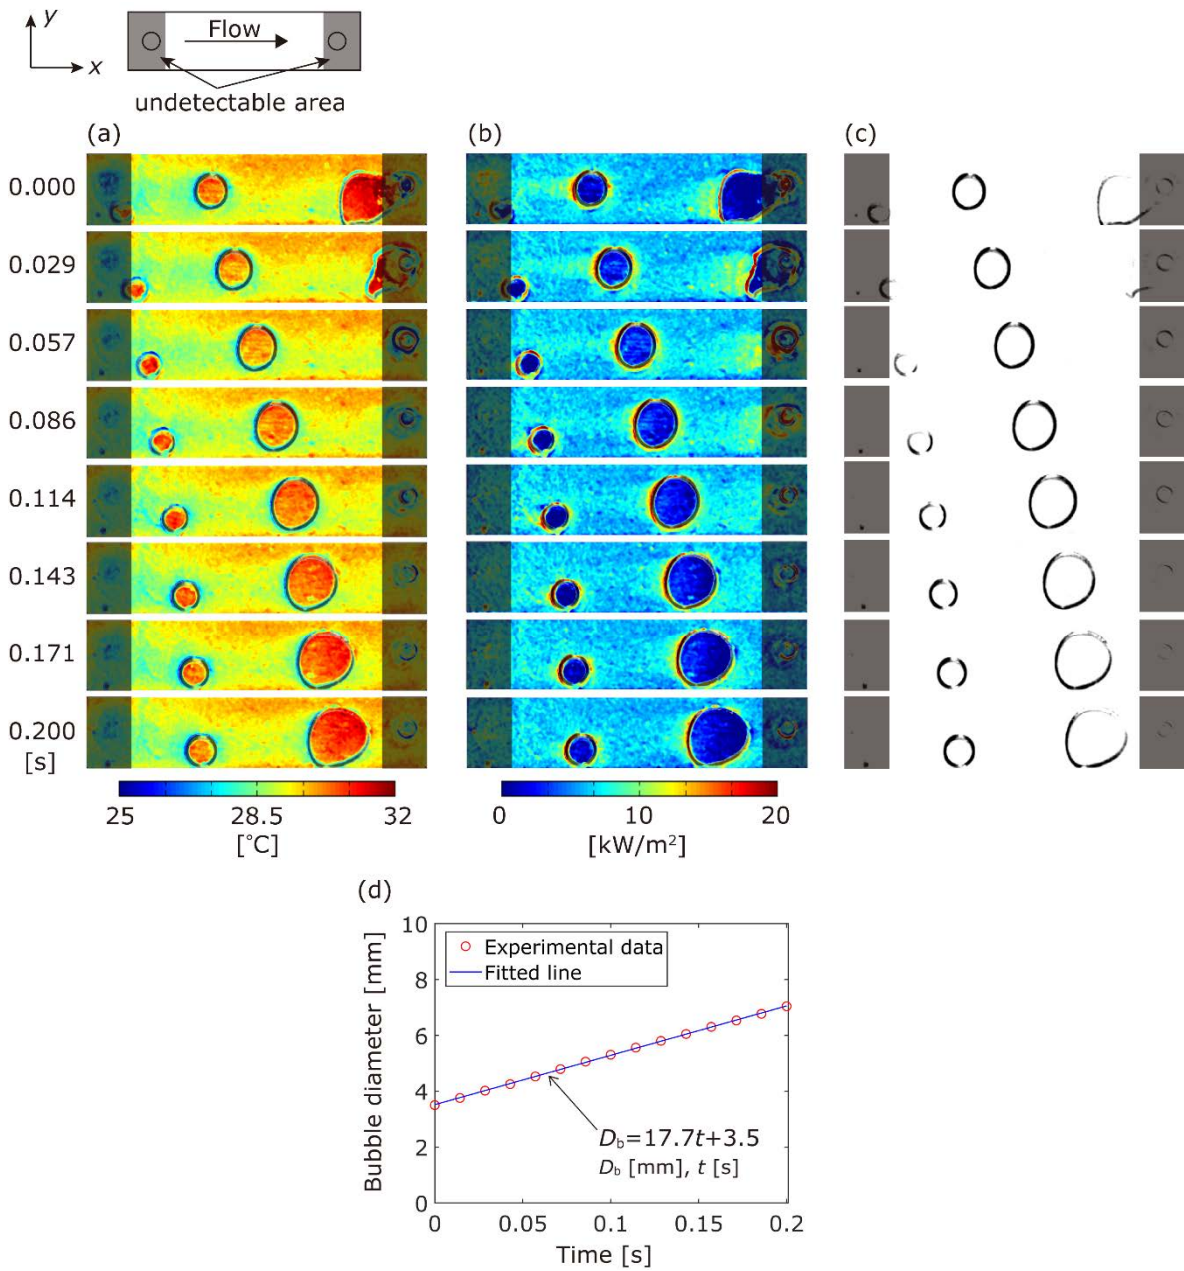 y
x
Flow
undetectable area
(a)
(b)
(c)
0.000
0.029
0.057
0.086
0.114
0.143
0.171
0.200
[s]
25 28.5 32
[°C]
0 10 20
[kW/m²]
(d)
10
8
6
4
2
0
Bubble diameter [mm]
Experimental data
Fitted line
D_b=17.7t+3.5
D_b [mm], t [s]
0 0.05 0.1 0.15 0.2
Time [s]